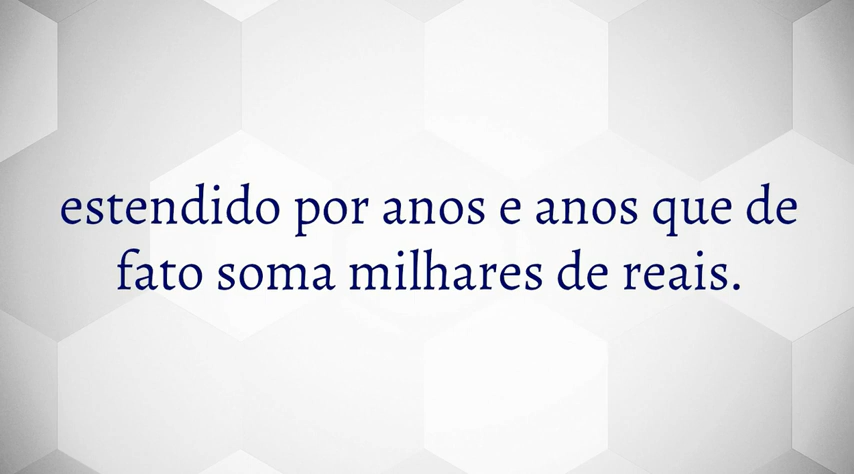 estendido por anos e anos que de
fato soma milhares de reais.